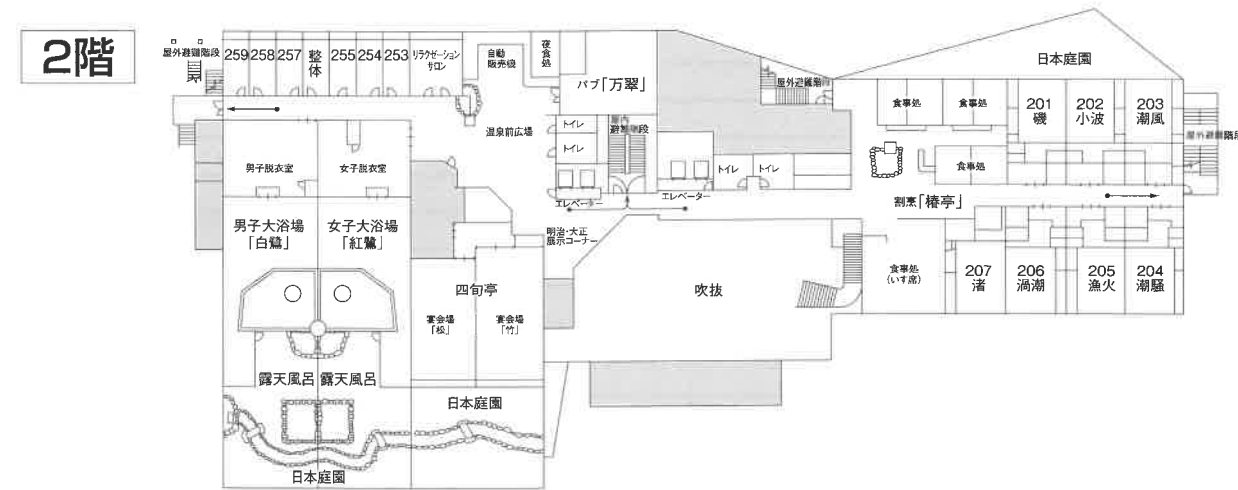 2階
屋外避難階段
259
258
257
整体
255
254
253
リラクゼーション
サロン
自動
販売機
夜食処
パブ「万翠」
屋外避難階段
日本庭園
食事処
食事処
201
磯
202
小波
203
潮風
屋外避難階段
温泉前広場
トイレ
トイレ
屋内
避難階段
トイレ
トイレ
食事処
男子脱衣室
女子脱衣室
エレベーター
エレベーター
割烹「椿亭」
男子大浴場
「白鷺」
女子大浴場
「紅鷺」
明治・大正
展示コーナー
四旬亭
宴会場
「松」
宴会場
「竹」
吹抜
食事処
(いす席)
207
渚
206
渦潮
205
漁火
204
潮騒
露天風呂
露天風呂
日本庭園
日本庭園